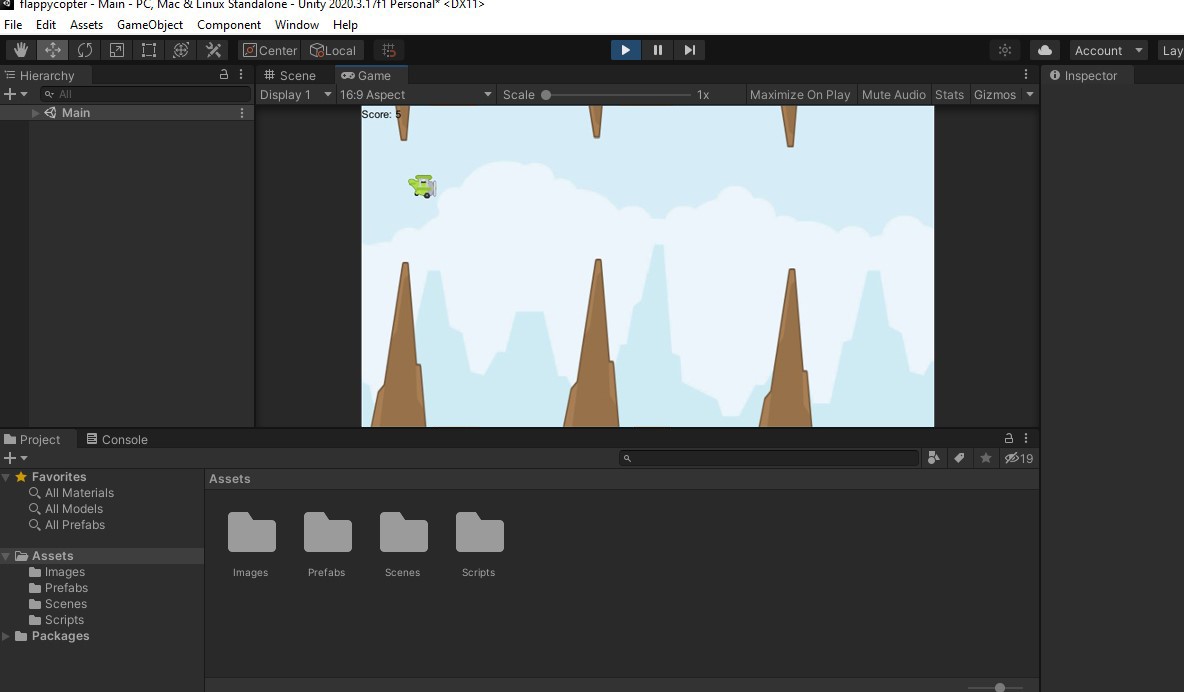 flappycopter - Main - PC, Mac & Linux Standalone - Unity 2020.3.17f1 Personal* <DX11>
File Edit Assets GameObject Component Window Help
Center Local Account Lay
Hierarchy Scene Game Inspector
All Display 1 16:9 Aspect Scale 1x Maximize On Play Mute Audio Stats Gizmos
Main
Score: 5
Project Console
19
Favorites Assets
All Materials
All Models
All Prefabs
Assets
Images
Prefabs
Scenes
Scripts
Packages
Images Prefabs Scenes Scripts